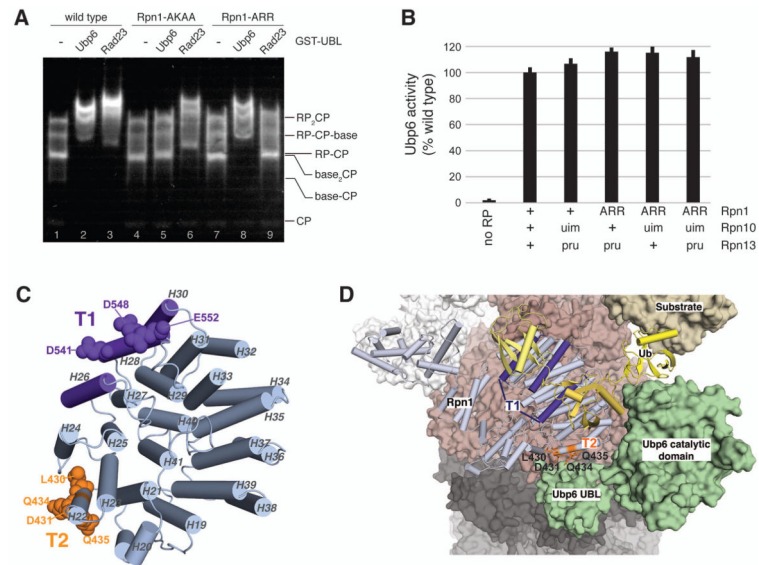 A
wild type Rpn1-AKAA Rpn1-ARR
- Ubp6 Rad23 - Ubp6 Rad23 - Ubp6 Rad23 GST-UBL
RP₂CP
RP-CP-base
RP-CP
base₂CP
base-CP
CP
1 2 3 4 5 6 7 8 9
B
Ubp6 activity
(% wild type)
120
100
80
60
40
20
0
no RP + + ARR ARR ARR Rpn1
+ uim + uim uim Rpn10
+ pru pru + pru Rpn13
C
H30
D548
T1
E552
D541
H31
H32
H28
H26
H29
H33
H27
H34
H40
H35
H24
H25
H37
H36
H41
L430
Q434
H21
H39
H38
H23
D431
H22
H19
T2
Q435
H20
D
Substrate
Ub
Rpn1
T1
T2
L430
Q435
D431
Q434
Ubp6 catalytic
domain
Ubp6 UBL